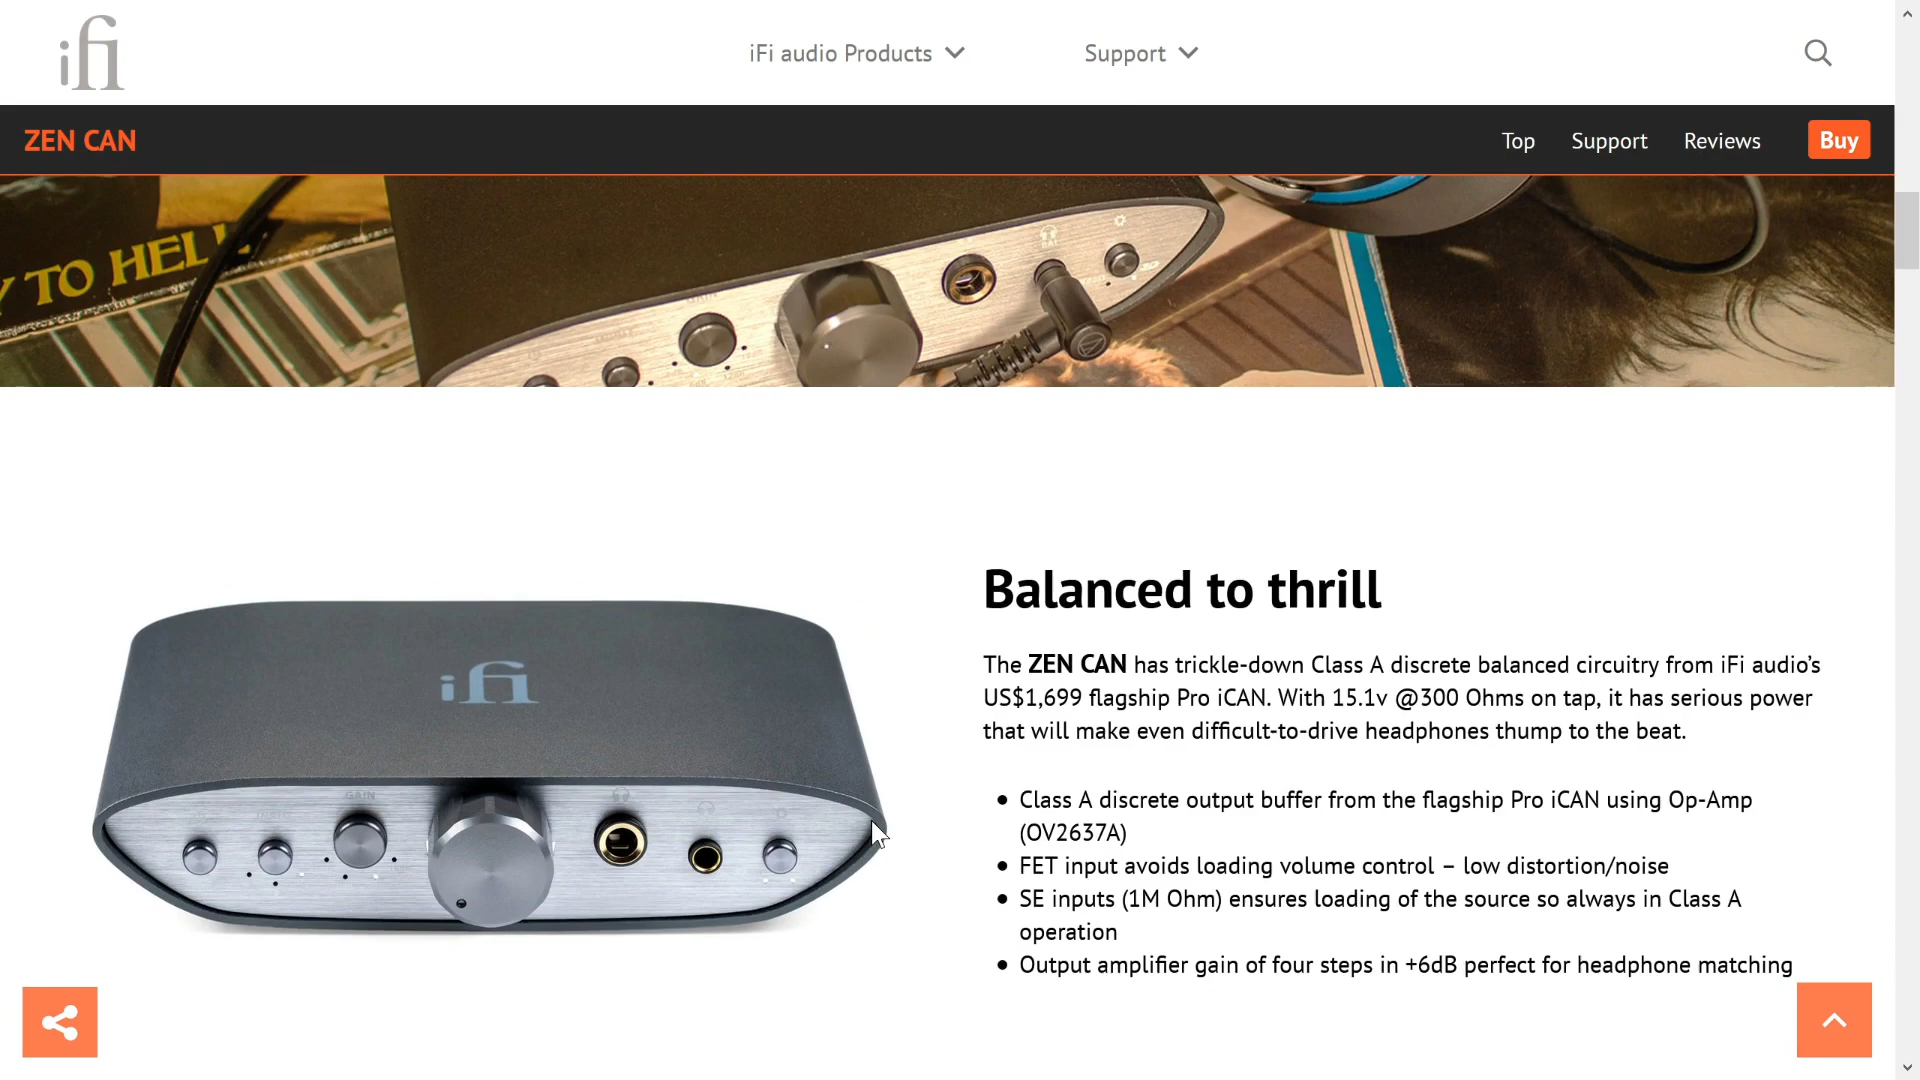 ifi
iFi audio Products
Support
ZEN CAN
Top
Support
Reviews
Buy
Y TO HELL
GAIN
BAL
ifi
GAIN
Balanced to thrill
The ZEN CAN has trickle-down Class A discrete balanced circuitry from iFi audio’s
US$1,699 flagship Pro iCAN. With 15.1v @300 Ohms on tap, it has serious power
that will make even difficult-to-drive headphones thump to the beat.
Class A discrete output buffer from the flagship Pro iCAN using Op-Amp
(OV2637A)
FET input avoids loading volume control – low distortion/noise
SE inputs (1M Ohm) ensures loading of the source so always in Class A
operation
Output amplifier gain of four steps in +6dB perfect for headphone matching